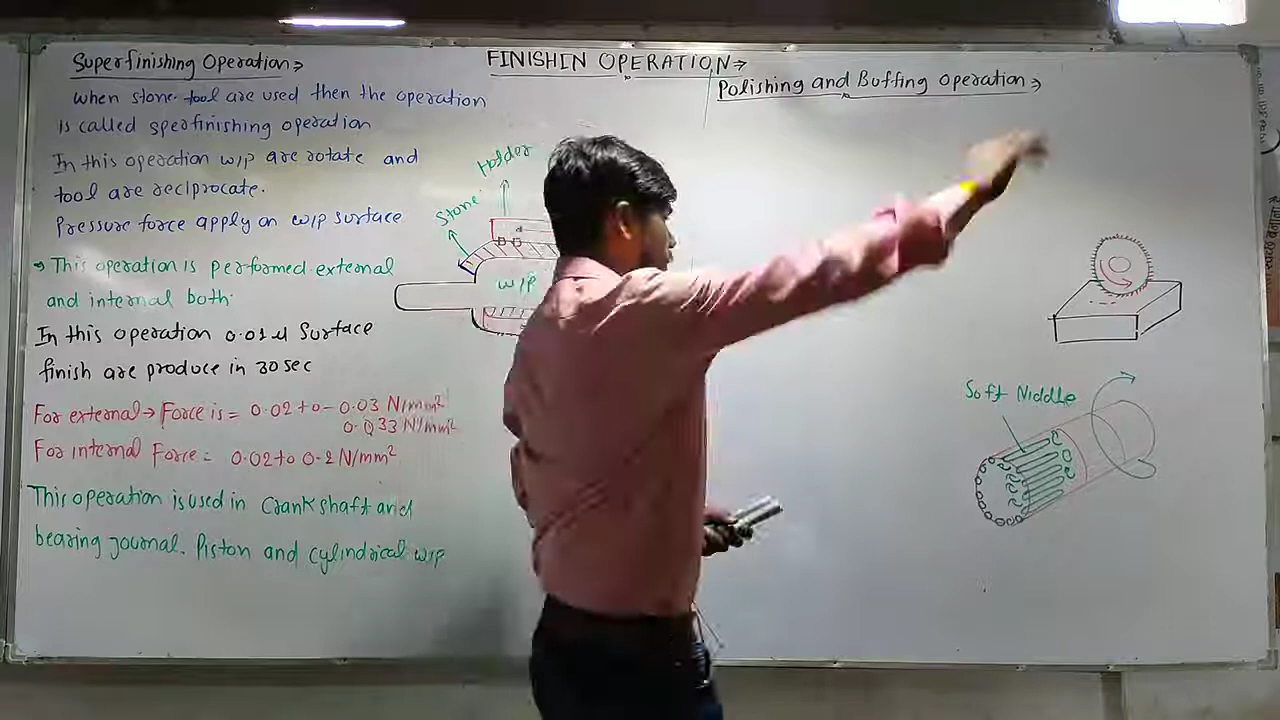 FINISHIN OPERATION
Superfinishing Operation
when stone tool are used then the operation
is called sperfinishing operation
In this operation w/p are rotate and
tool are reciprocate.
Pressure force apply on w/p surface
This operation is performed external
and internal both.
In this operation 0.01 μ Surface
finish are produce in 30 sec
For external → Force is = 0.02 to - 0.03 N/mm²
0.033 N/mm²
For internal Force = 0.02 to 0.2 N/mm²
This operation is used in Crankshaft and
bearing journal. Piston and cylindrical w/p
Holder
Stone
w/p
Polishing and Buffing Operation
Soft Niddle